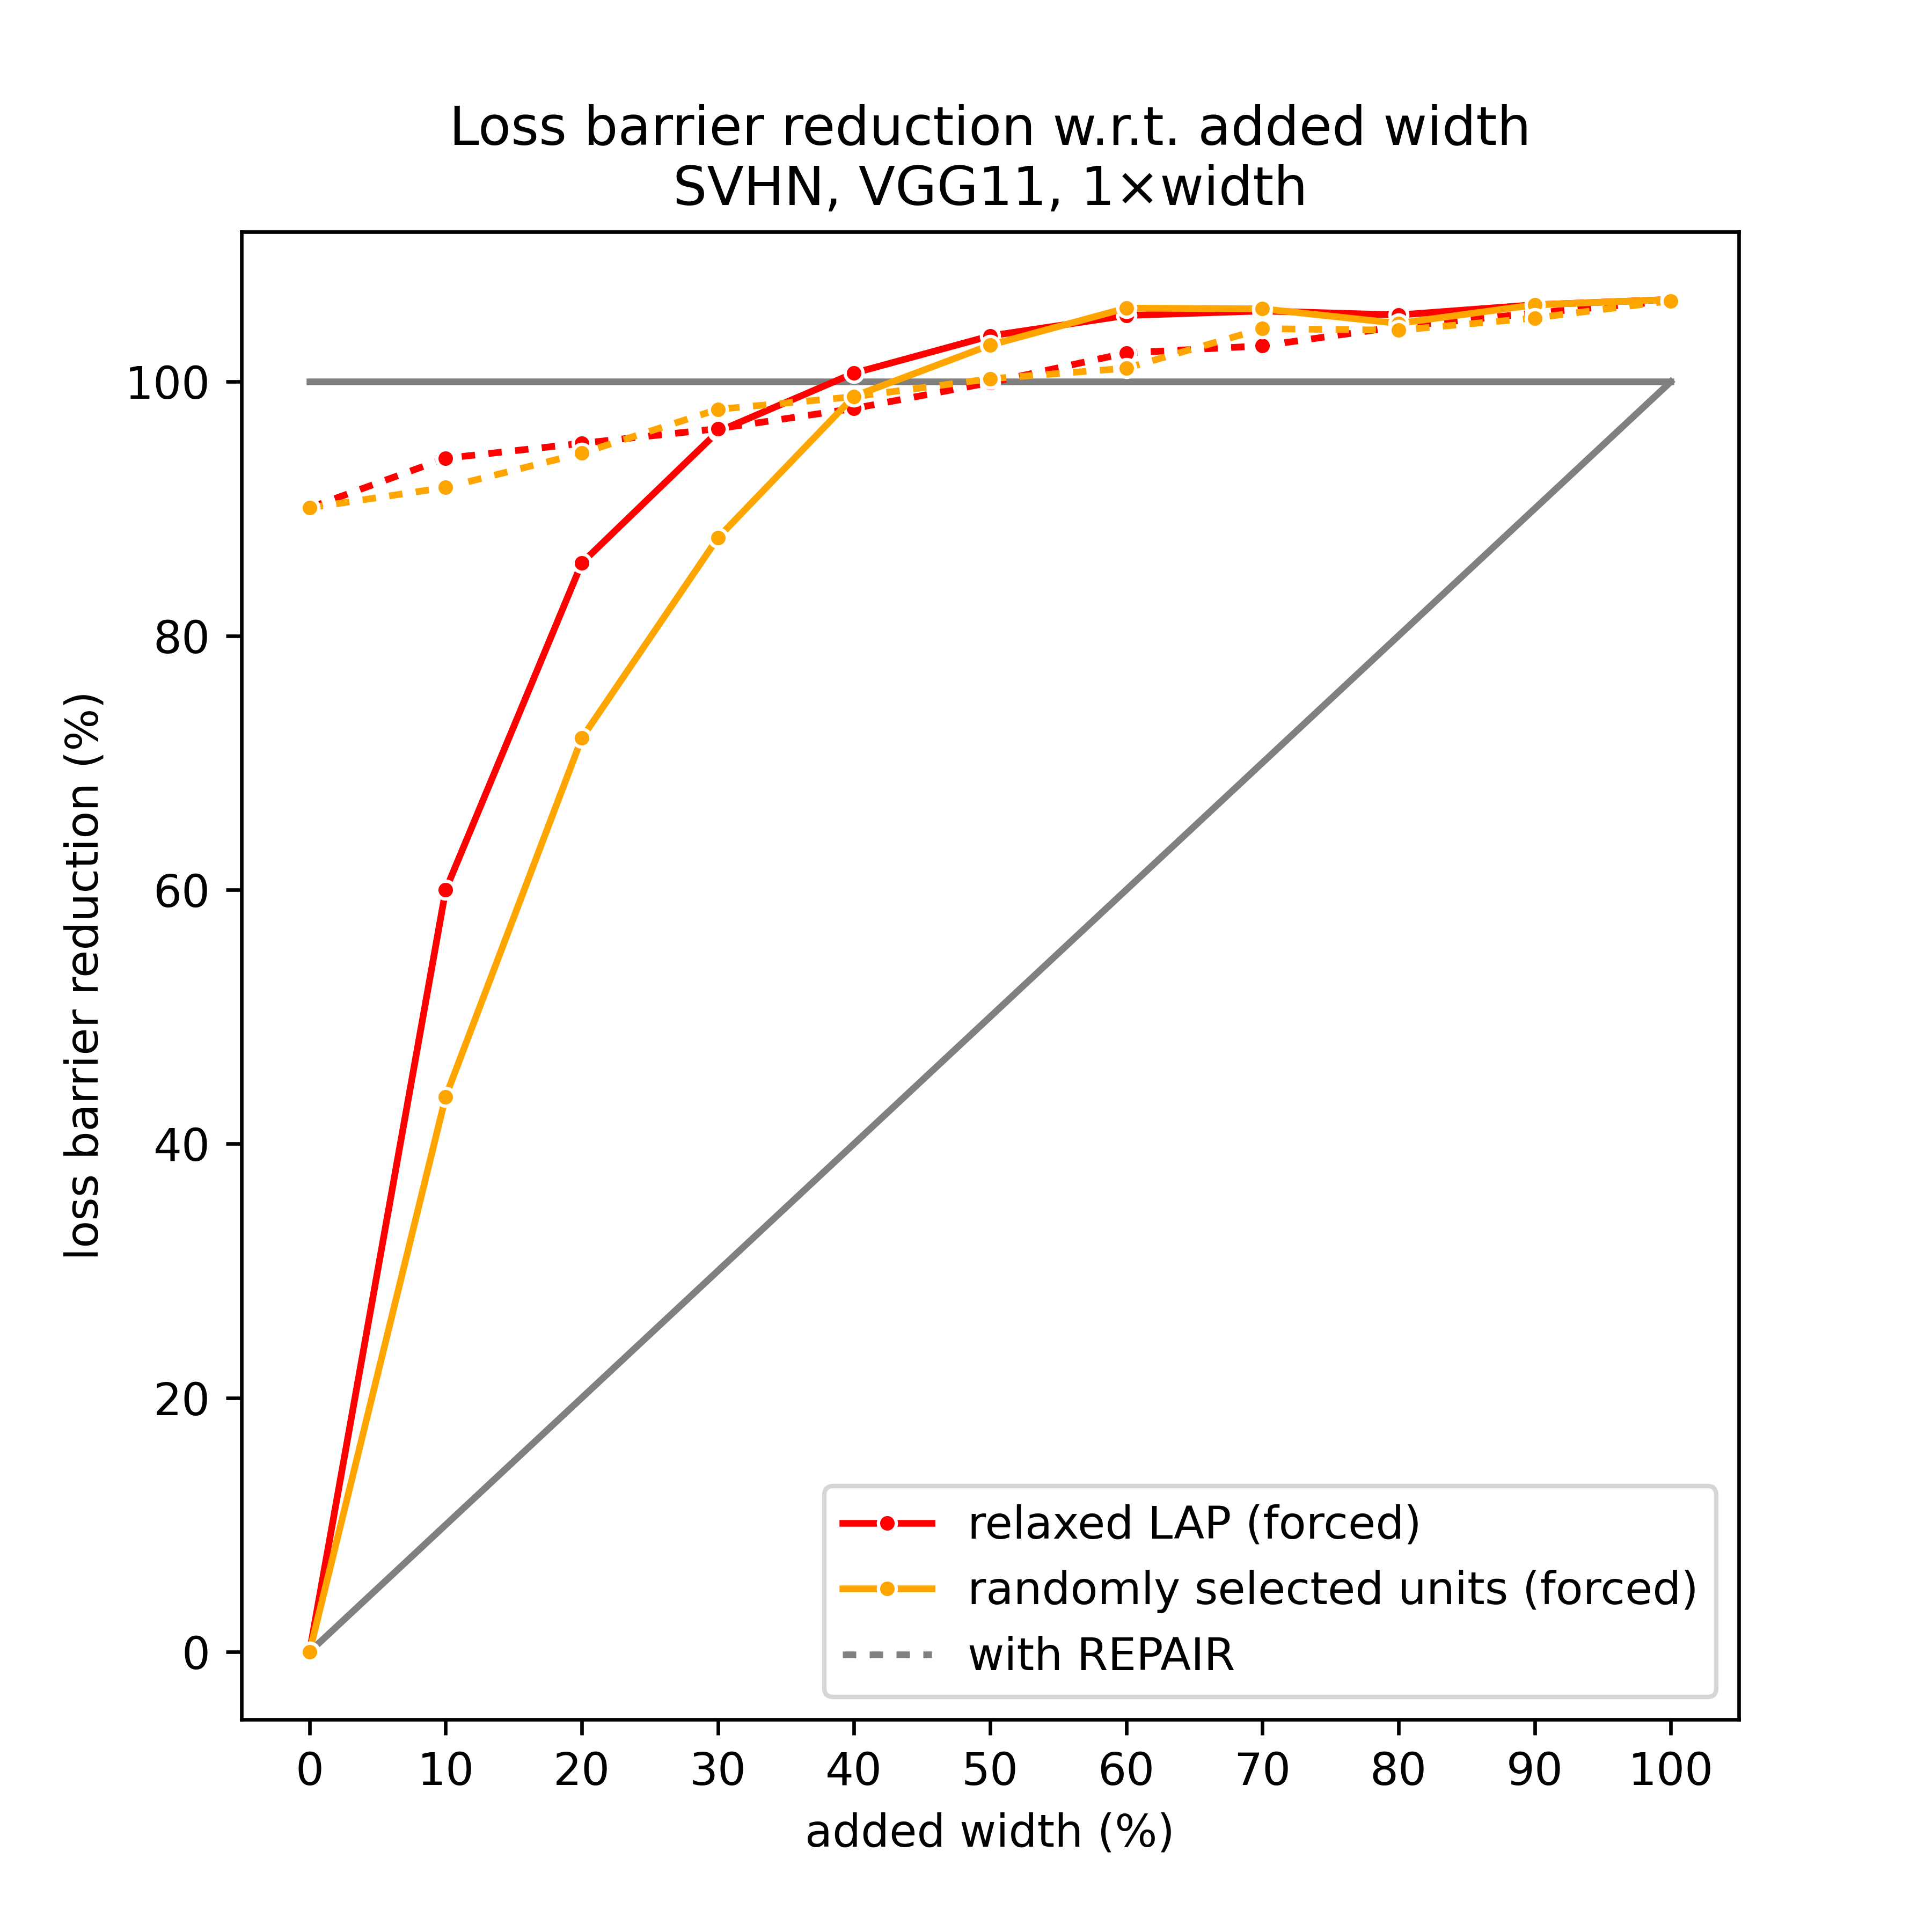 Loss barrier reduction w.r.t. added width
SVHN, VGG11, 1×width
loss barrier reduction (%)
100
80
60
40
20
0
relaxed LAP (forced)
randomly selected units (forced)
with REPAIR
0 10 20 30 40 50 60 70 80 90 100
added width (%)